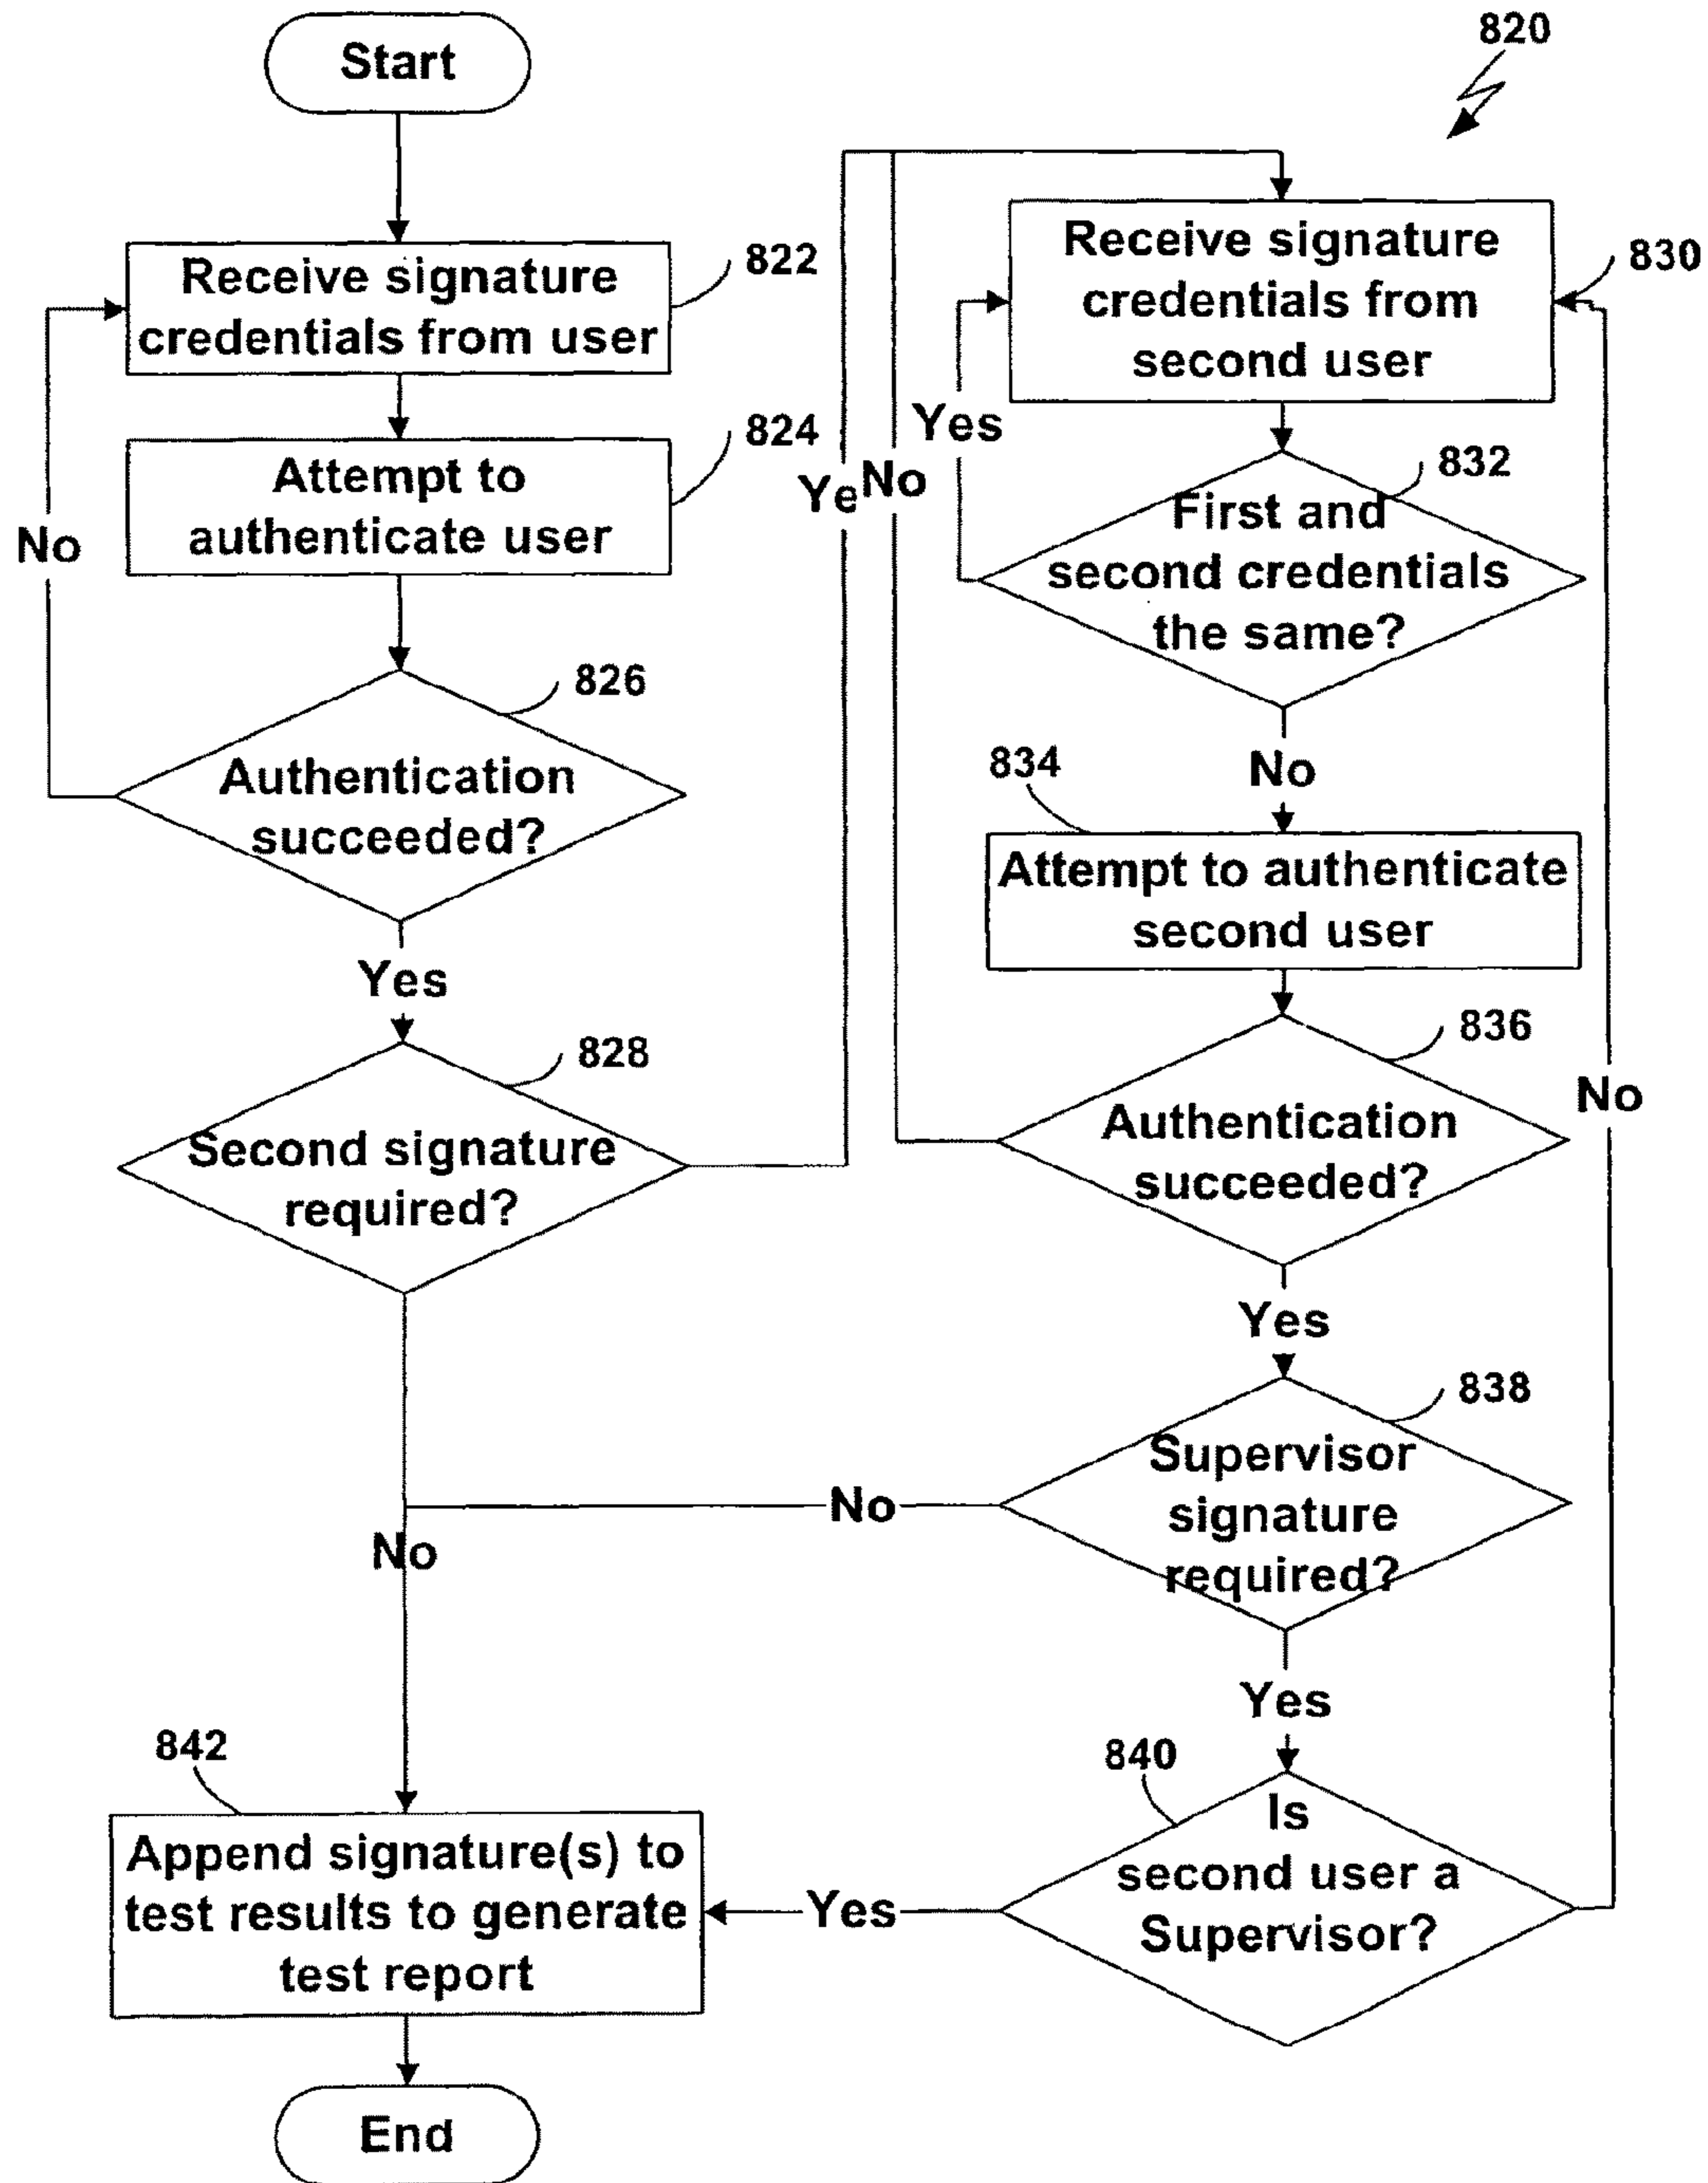 Start
820
Receive signature
credentials from user
822
Attempt to
authenticate user
824
No
Authentication
succeeded?
826
Yes
Second signature
required?
828
Ye
No
Receive signature
credentials from
second user
830
Yes
First and
second credentials
the same?
832
No
834
Attempt to authenticate
second user
Authentication
succeeded?
836
No
Yes
Supervisor
signature
required?
838
No
No
Yes
840
Is
second user a
Supervisor?
Yes
842
Append signature(s) to
test results to generate
test report
End